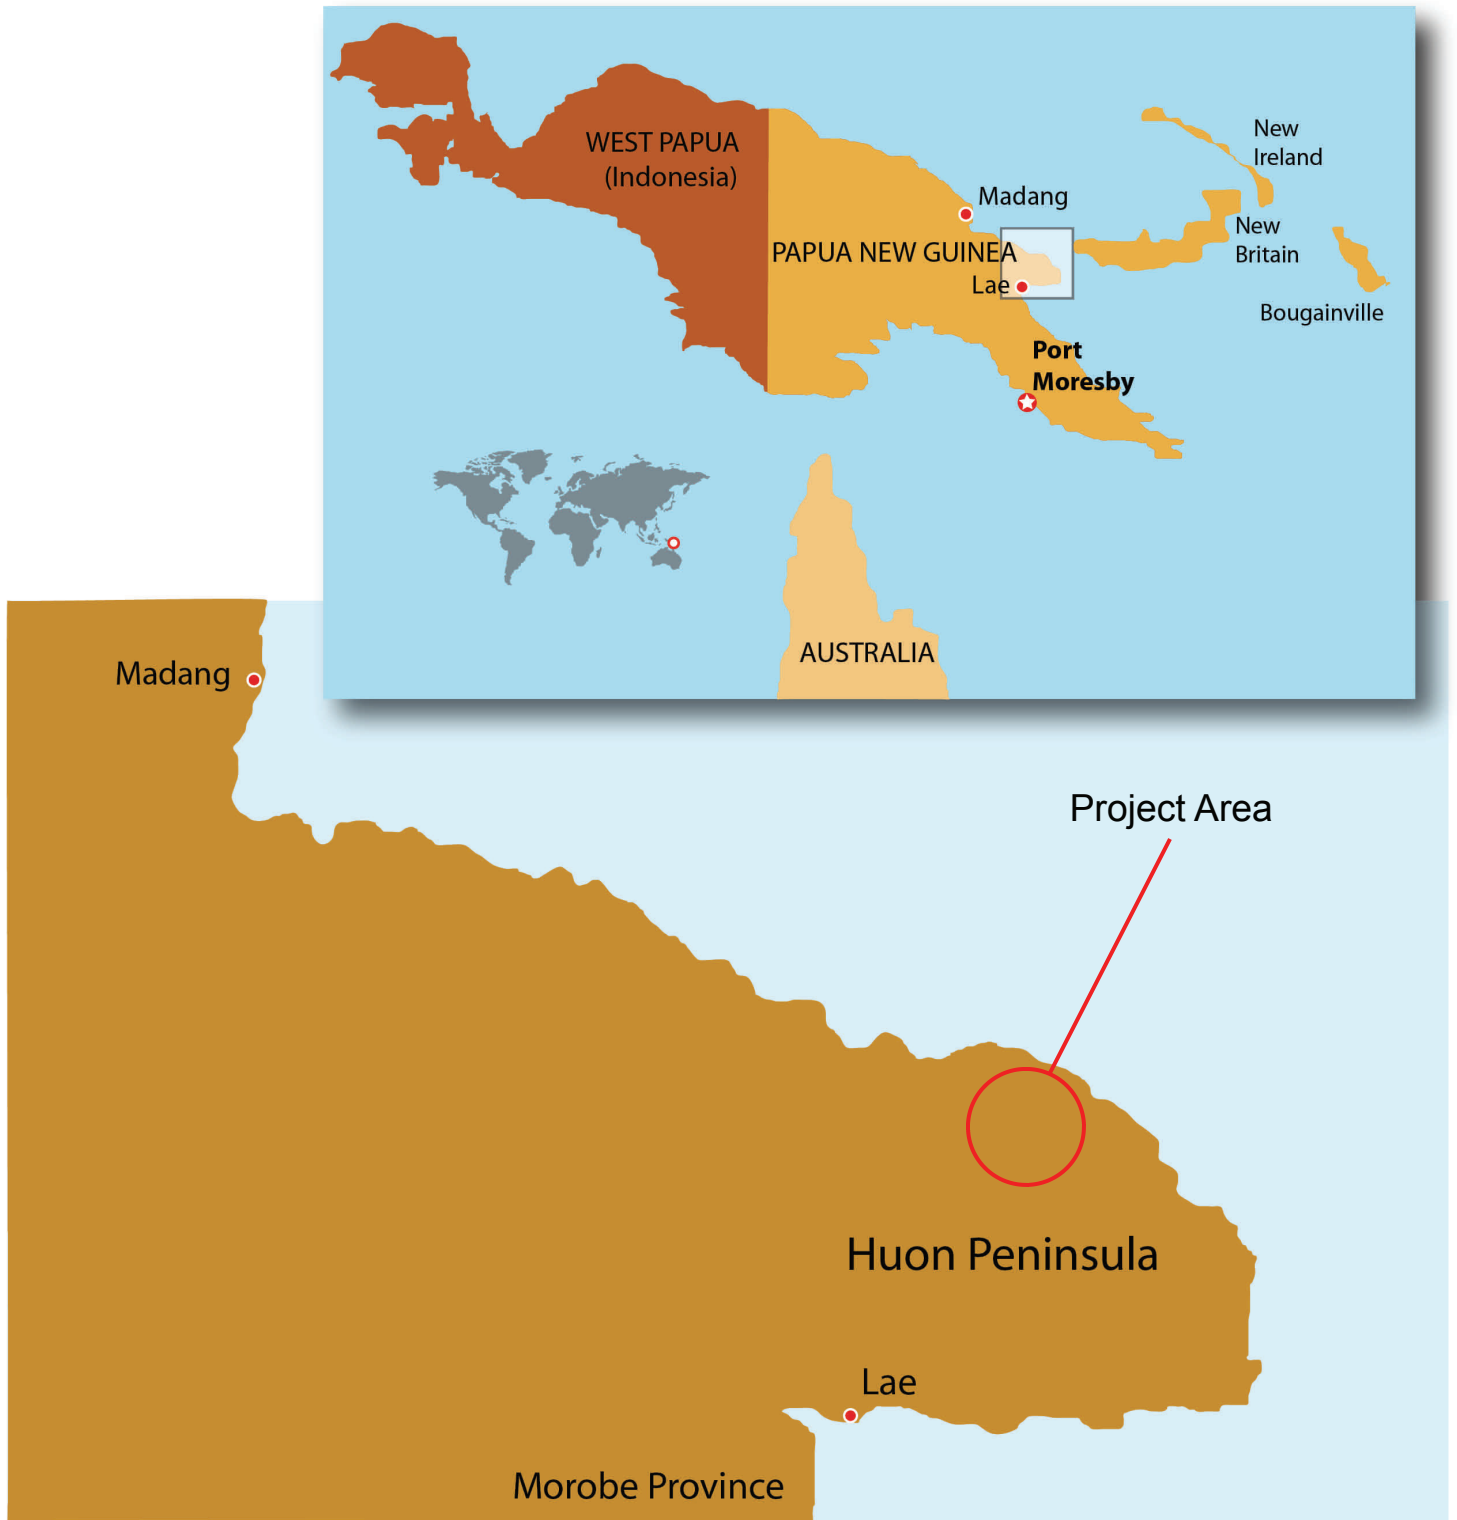 WEST PAPUA
(Indonesia)
New
Ireland
Madang
PAPUA NEW GUINEA
New
Britain
Lae
Bougainville
Port
Moresby
AUSTRALIA
Madang
Project Area
Huon Peninsula
Lae
Morobe Province